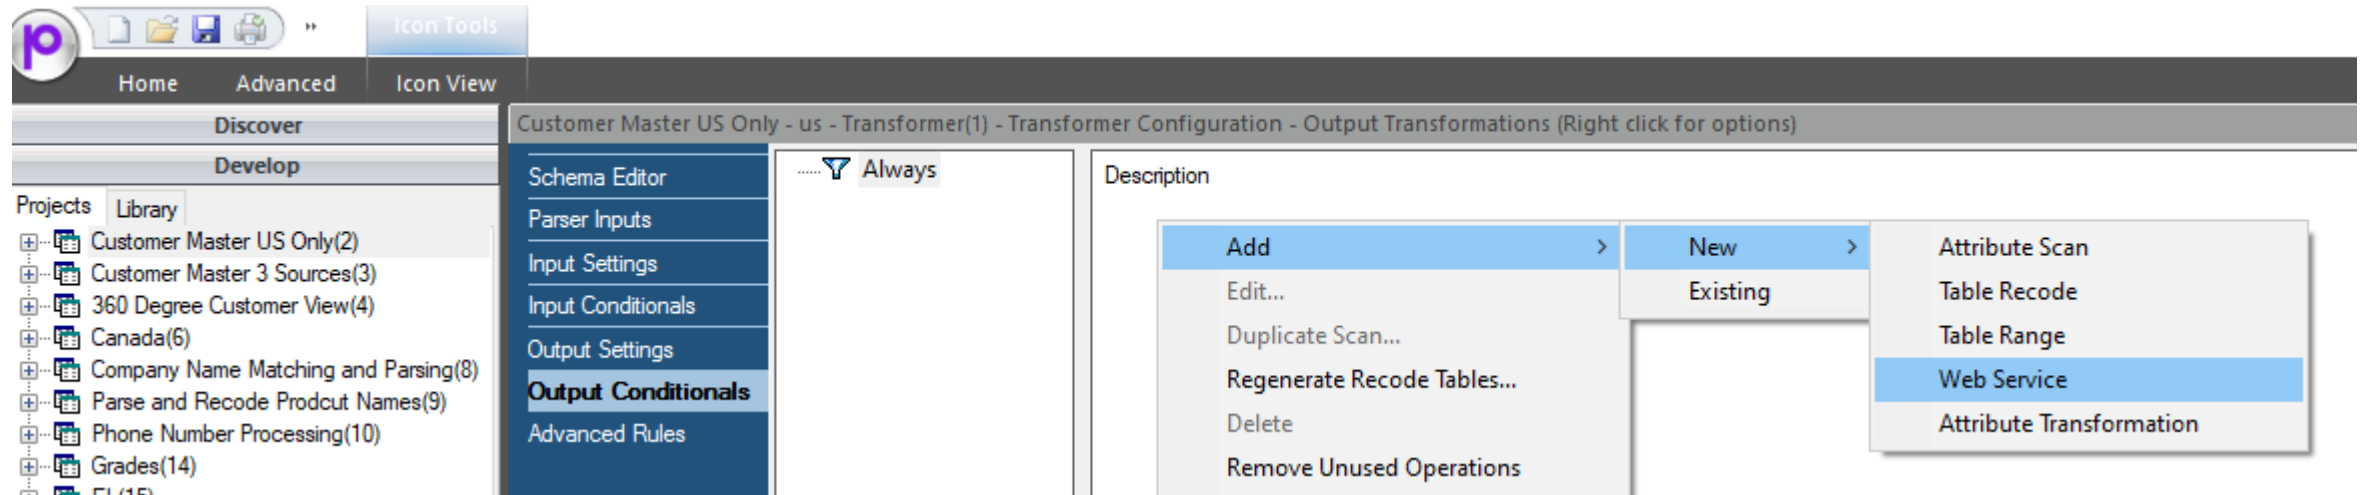 Icon Tools
Home Advanced Icon View
Discover
Develop
Projects Library
Customer Master US Only(2)
Customer Master 3 Sources(3)
360 Degree Customer View(4)
Canada(6)
Company Name Matching and Parsing(8)
Parse and Recode Prodcut Names(9)
Phone Number Processing(10)
Grades(14)
Customer Master US Only - us - Transformer(1) - Transformer Configuration - Output Transformations (Right click for options)
Schema Editor
Parser Inputs
Input Settings
Input Conditionals
Output Settings
Output Conditionals
Advanced Rules
Always
Description
Add
Edit...
Duplicate Scan...
Regenerate Recode Tables...
Delete
Remove Unused Operations
New
Existing
Attribute Scan
Table Recode
Table Range
Web Service
Attribute Transformation